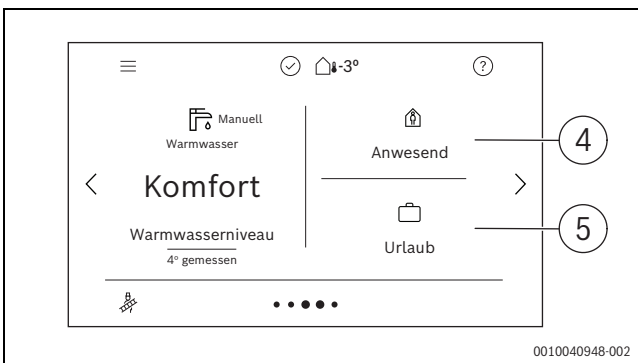 -3°
?
Manuell
Warmwasser
Komfort
Warmwasserniveau
4° gemessen
Anwesend
4
Urlaub
5
0010040948-002